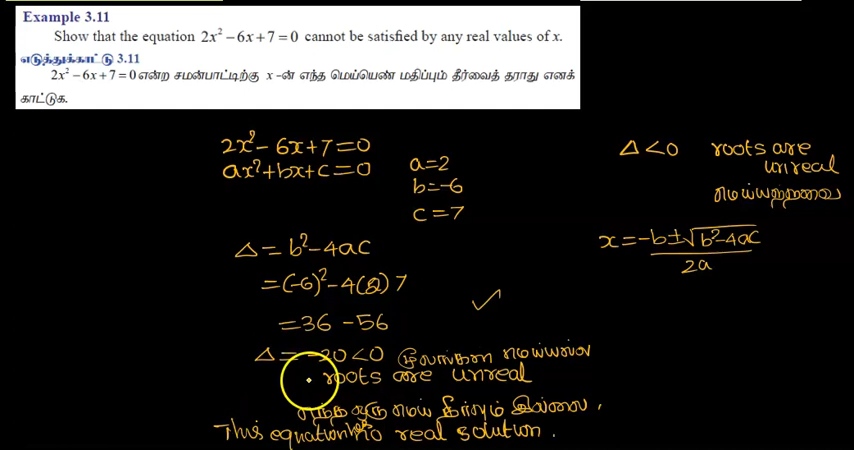 Example 3.11
Show that the equation 2x² – 6x + 7 = 0 cannot be satisfied by any real values of x.
எடுத்துக்காட்டு 3.11
2x² – 6x + 7 = 0 என்ற சமன்பாட்டிற்கு x -ன் எந்த மெய்யெண் மதிப்பும் தீர்வைத் தராது எனக்
காட்டுக.
2x² – 6x + 7 = 0
ax² + bx + c = 0
a = 2
b = –6
c = 7
Δ = b² – 4ac
= (–6)² – 4(2) 7
= 36 – 56
Δ = –20 < 0
roots are unreal
This equation has no real solution.
Δ < 0 roots are
unreal
x = –b ± √b² – 4ac
2a